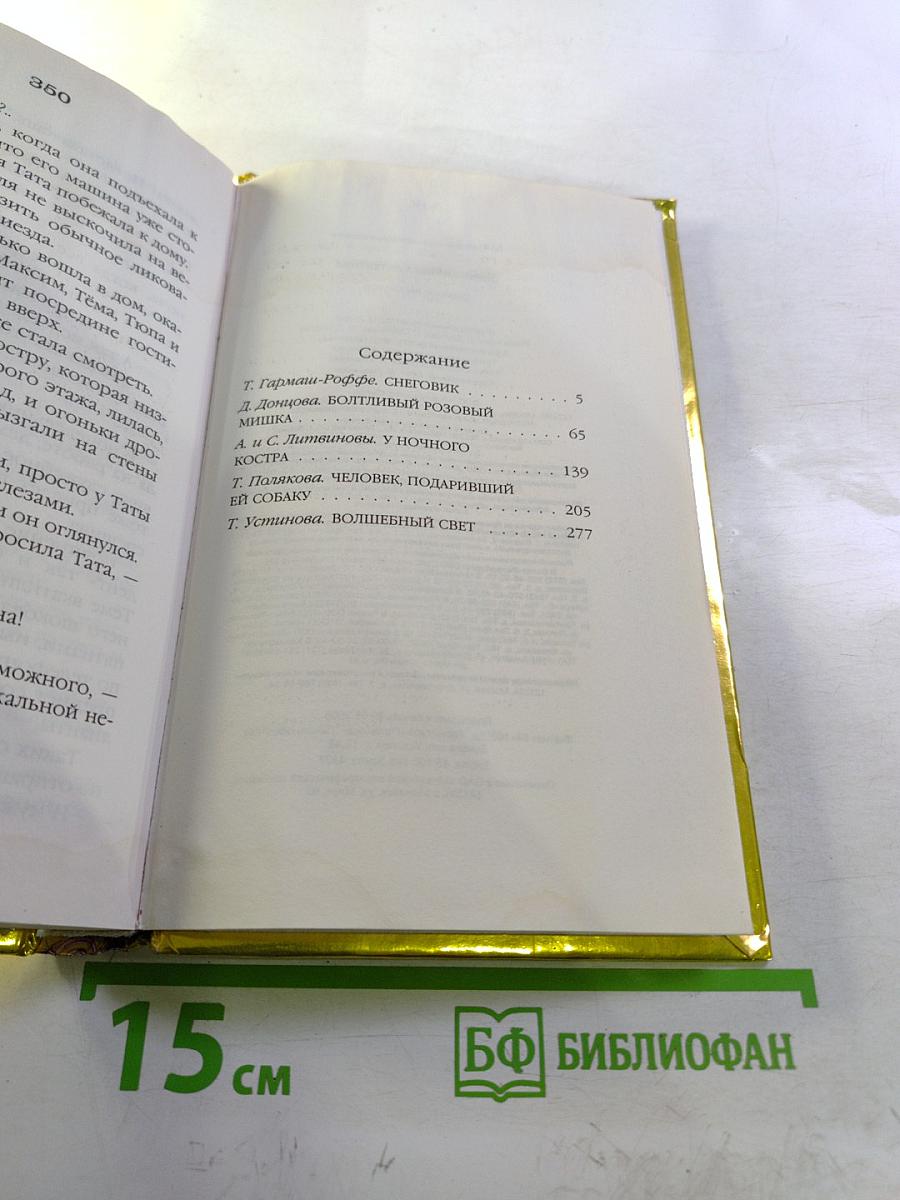 350
?..
когда она подъехала к
что его машина уже сто-
я Тата побежала к дому.
ля не выскочила на ве-
зить обычное ликова-
иезда.
ько вошла в дом, ока-
Максим, Тёма, Тюпа и
ит посредине гости-
вверх.
е стала смотреть.
остру, которая низ-
рого этажа, лилась,
д, и огоньки дро-
ызгали на стены
и, просто у Таты
лезами.
и он оглянулся.
росила Тата, —
на!
можного, —
кальной не-
Содержание
Т. Гармаш-Роффе. СНЕГОВИК . . . . . . . . . . 5
Д. Донцова. БОЛТЛИВЫЙ РОЗОВЫЙ
МИШКА . . . . . . . . . . . . . . . . . . . . . . . 65
А. и С. Литвиновы. У НОЧНОГО
КОСТРА . . . . . . . . . . . . . . . . . . . . . . . 139
Т. Полякова. ЧЕЛОВЕК, ПОДАРИВШИЙ
ЕЙ СОБАКУ . . . . . . . . . . . . . . . . . . . . 205
Т. Устинова. ВОЛШЕБНЫЙ СВЕТ . . . . . . 277
15 см
БФ БИБЛИОФАН